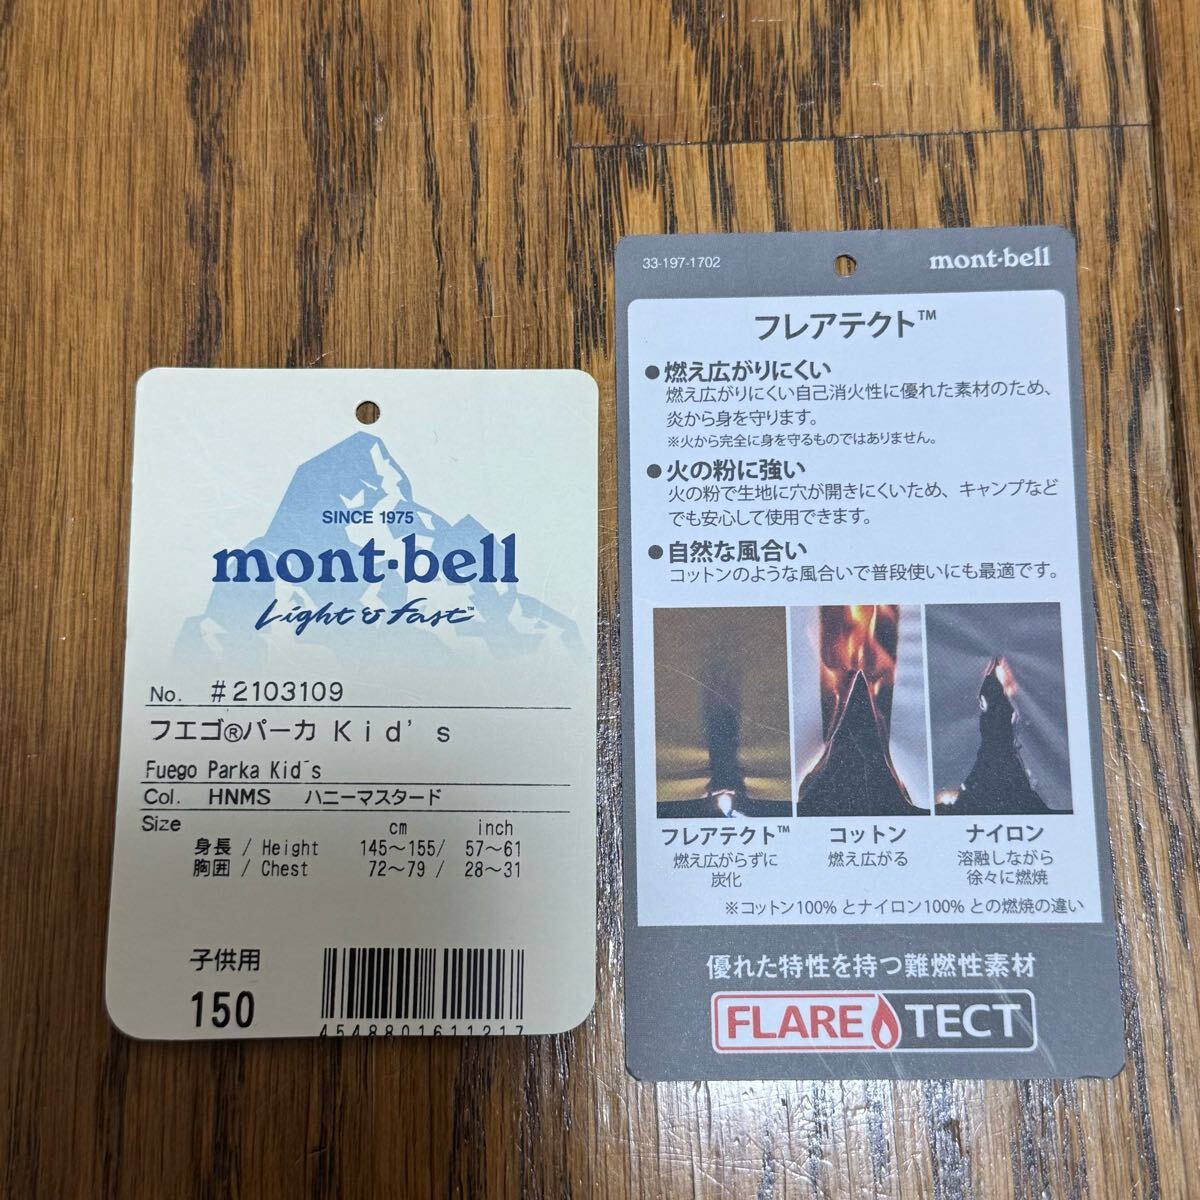 SINCE 1975
mont-bell
Light & Fast™
No. #2103109
フエゴ®パーカ Kid's
Fuego Parka Kid's
Col. HNMS ハニーマスタード
Size cm inch
身長 / Height 145～155/ 57～61
胸囲 / Chest 72～79 / 28～31
子供用
150
4548801611217
33-197-1702
mont-bell
フレアテクト™
●燃え広がりにくい
燃え広がりにくい自己消火性に優れた素材のため、
炎から身を守ります。
※火から完全に身を守るものではありません。
●火の粉に強い
火の粉で生地に穴が開きにくいため、キャンプなど
でも安心して使用できます。
●自然な風合い
コットンのような風合いで普段使いにも最適です。
フレアテクト™ コットン ナイロン
燃え広がらずに 燃え広がる 溶融しながら
炭化 徐々に燃焼
※コットン100% とナイロン100% との燃焼の違い
優れた特性を持つ難燃性素材
FLARE TECT